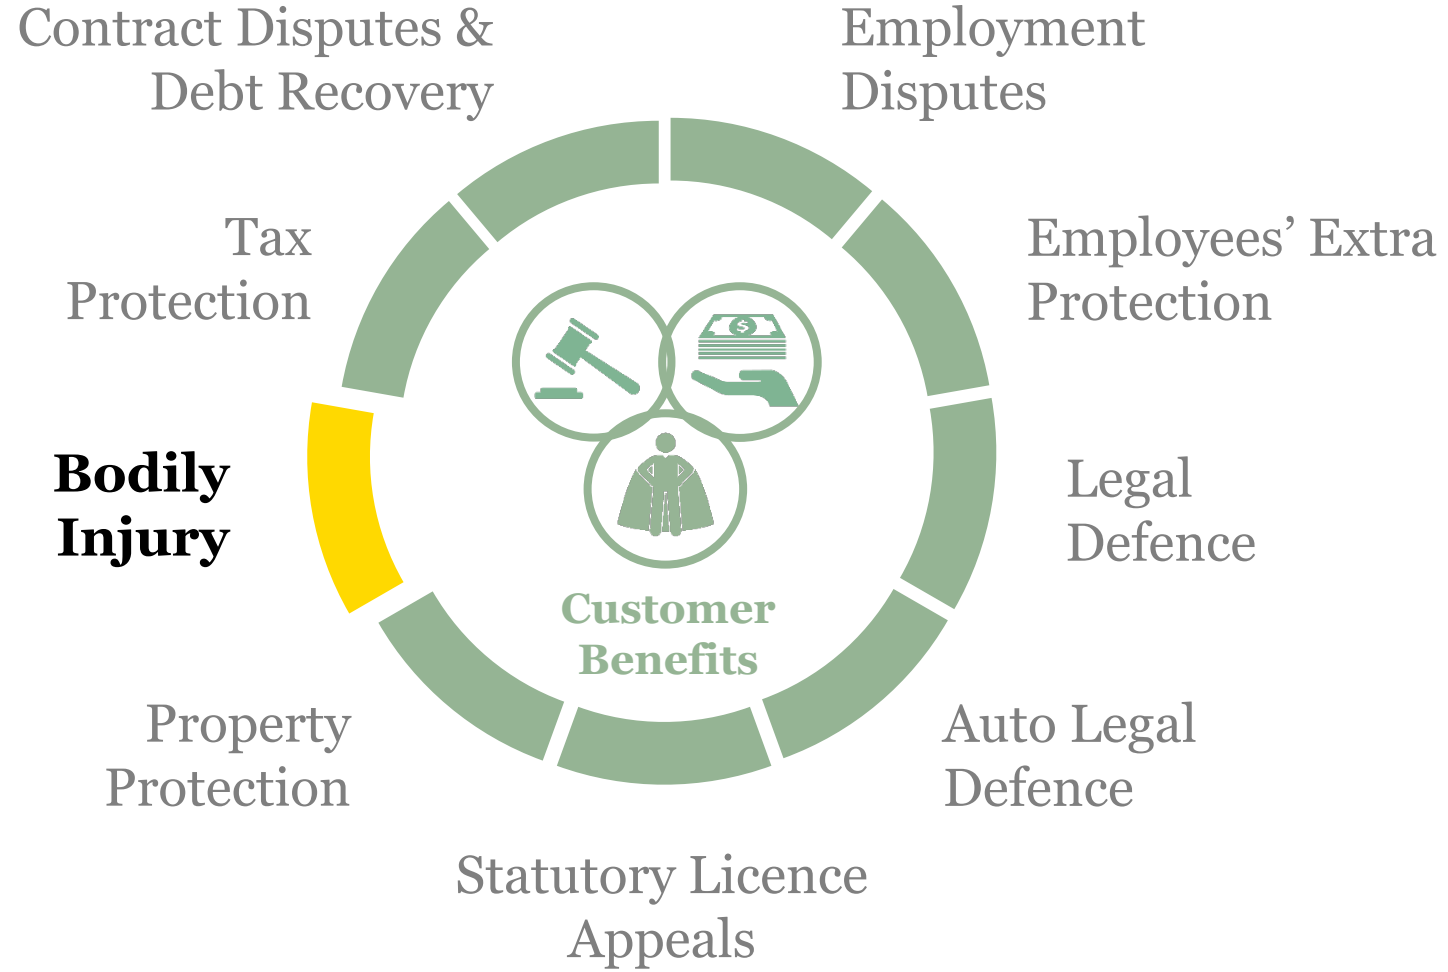 Contract Disputes &
Debt Recovery
Employment
Disputes
Tax
Protection
Employees’ Extra
Protection
Bodily
Injury
Legal
Defence
Customer
Benefits
Property
Protection
Auto Legal
Defence
Statutory Licence
Appeals